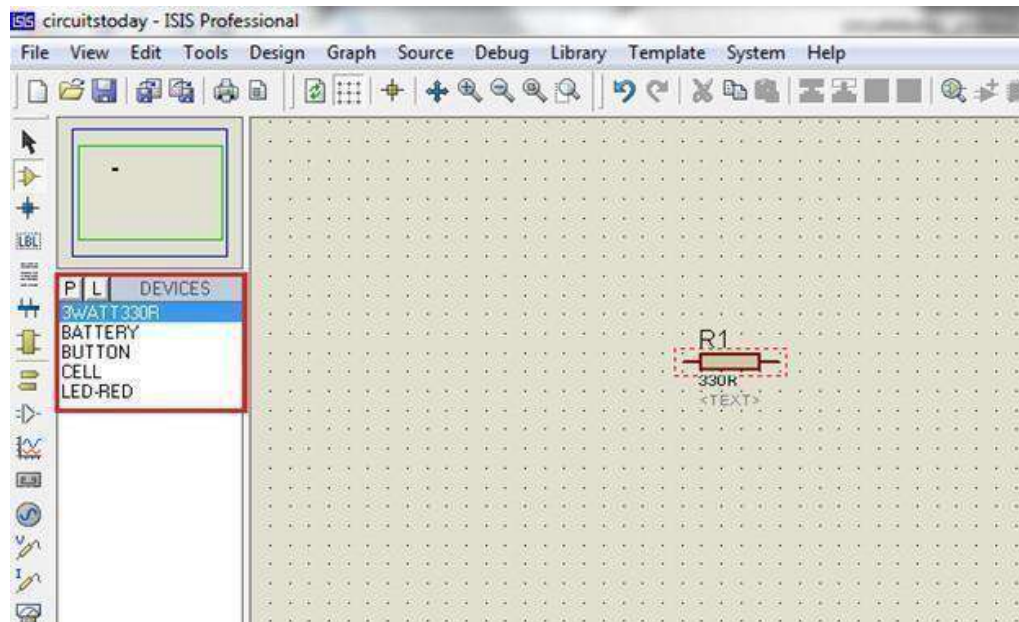 ISIS circuitstoday - ISIS Professional
File View Edit Tools Design Graph Source Debug Library Template System Help
LBL
P L DEVICES
3WATT330R
BATTERY
BUTTON
CELL
LED-RED
R1
330R
<TEXT>
V
I